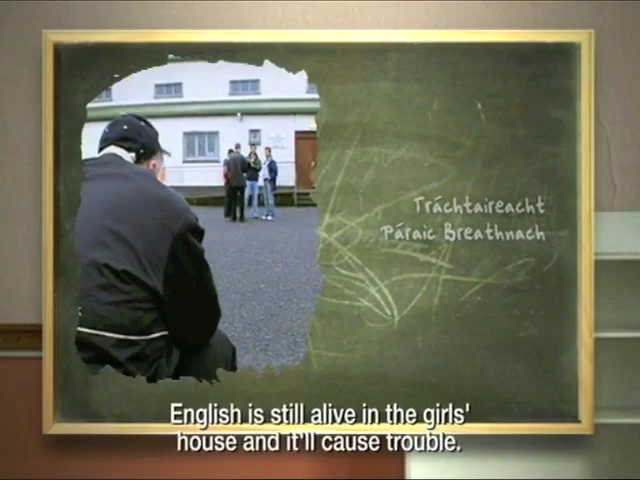 Tráchtaireacht
Páraic Breathnach
English is still alive in the girls'
house and it'll cause trouble.